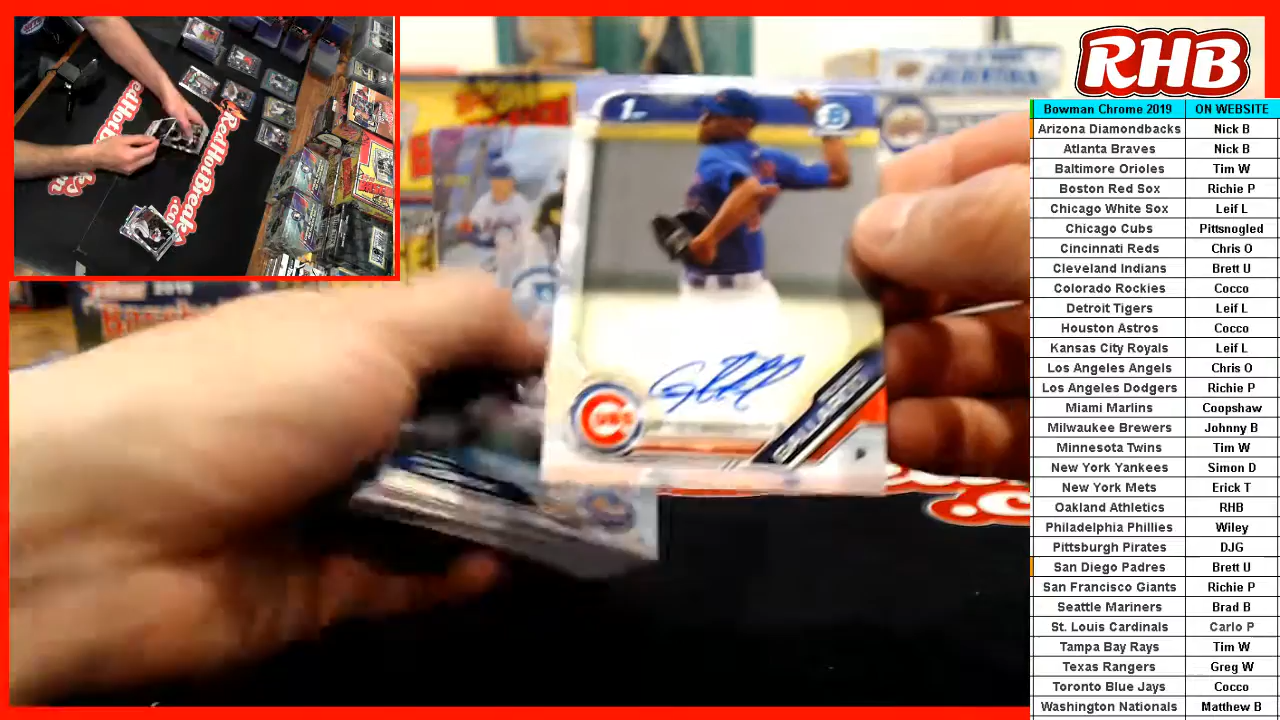 RHB
Bowman Chrome 2019 ON WEBSITE
Arizona Diamondbacks Nick B
Atlanta Braves Nick B
Baltimore Orioles Tim W
Boston Red Sox Richie P
Chicago White Sox Leif L
Chicago Cubs Pittsnogled
Cincinnati Reds Chris O
Cleveland Indians Brett U
Colorado Rockies Cocco
Detroit Tigers Leif L
Houston Astros Cocco
Kansas City Royals Leif L
Los Angeles Angels Chris O
Los Angeles Dodgers Richie P
Miami Marlins Coopshaw
Milwaukee Brewers Johnny B
Minnesota Twins Tim W
New York Yankees Simon D
New York Mets Erick T
Oakland Athletics RHB
Philadelphia Phillies Wiley
Pittsburgh Pirates DJG
San Diego Padres Brett U
San Francisco Giants Richie P
Seattle Mariners Brad B
St. Louis Cardinals Carlo P
Tampa Bay Rays Tim W
Texas Rangers Greg W
Toronto Blue Jays Cocco
Washington Nationals Matthew B
RedHotBreak
.com
1st
CUBS
P